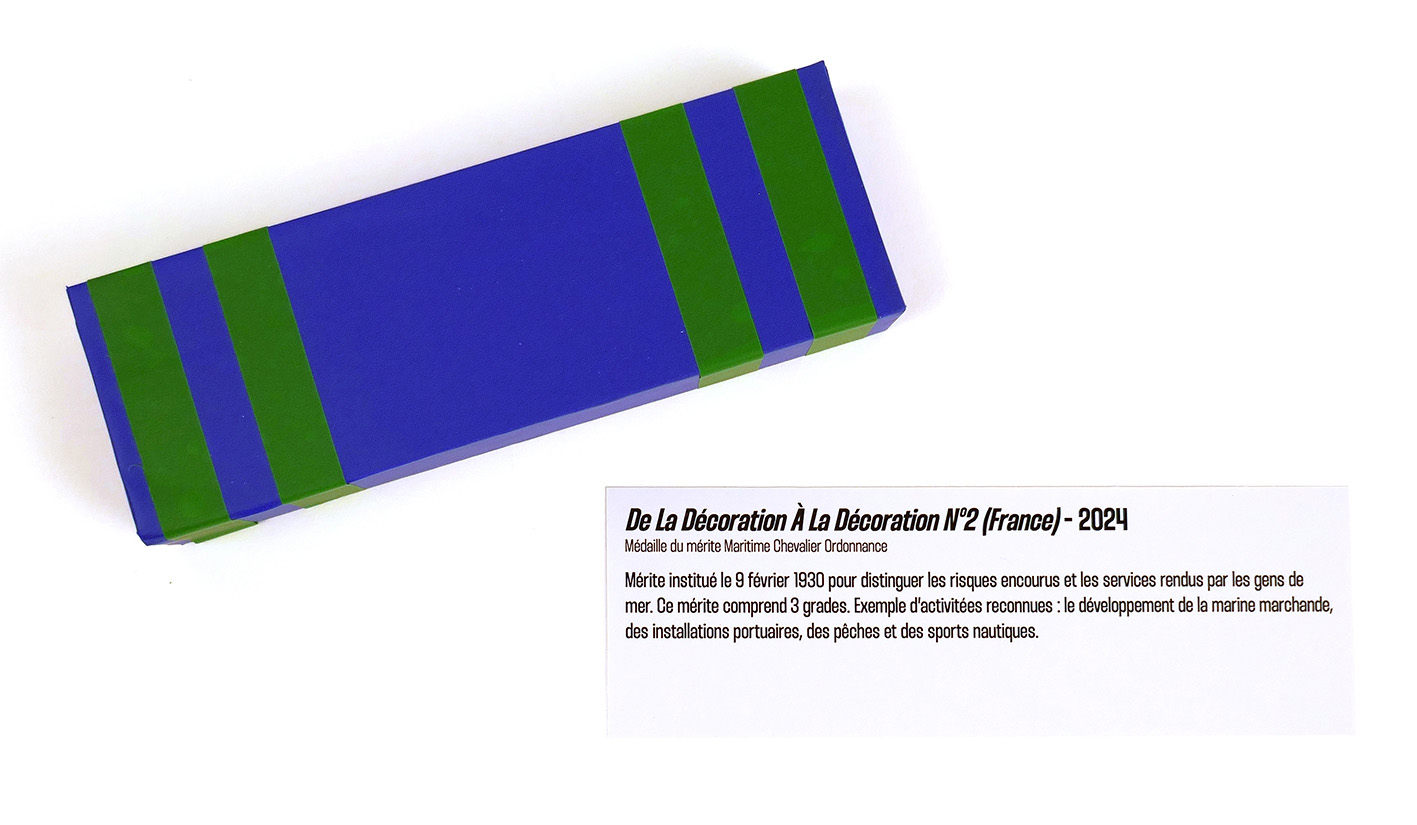 De La Décoration À La Décoration N°2 (France) - 2024
Médaille du mérite Maritime Chevalier Ordonnance
Mérite institué le 9 février 1930 pour distinguer les risques encourus et les services rendus par les gens de
mer. Ce mérite comprend 3 grades. Exemple d'activitées reconnues : le développement de la marine marchande,
des installations portuaires, des pêches et des sports nautiques.